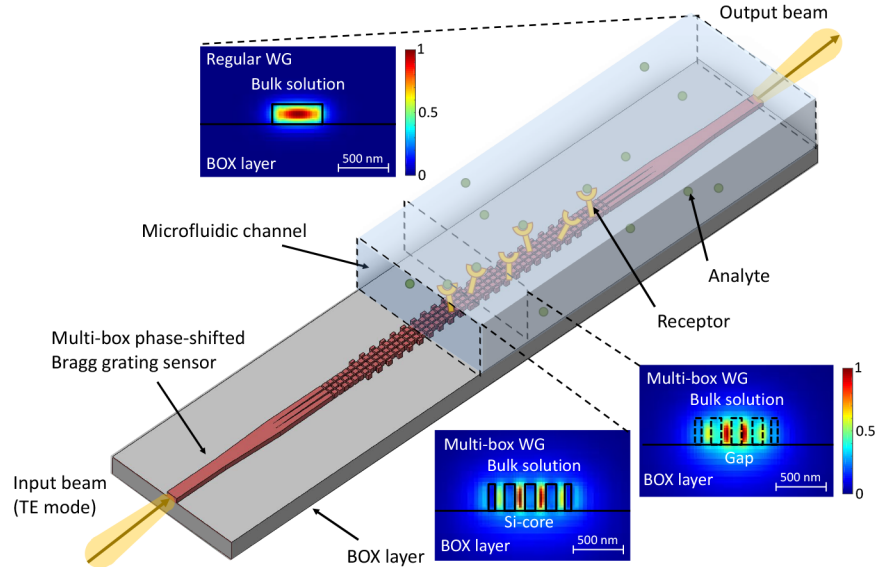 Output beam
Regular WG
Bulk solution
BOX layer
500 nm
1
0.5
0
Microfluidic channel
Analyte
Receptor
Multi-box phase-shifted
Bragg grating sensor
Multi-box WG
Bulk solution
Gap
BOX layer
500 nm
1
0.5
0
Multi-box WG
Bulk solution
Si-core
BOX layer
500 nm
Input beam
(TE mode)
BOX layer